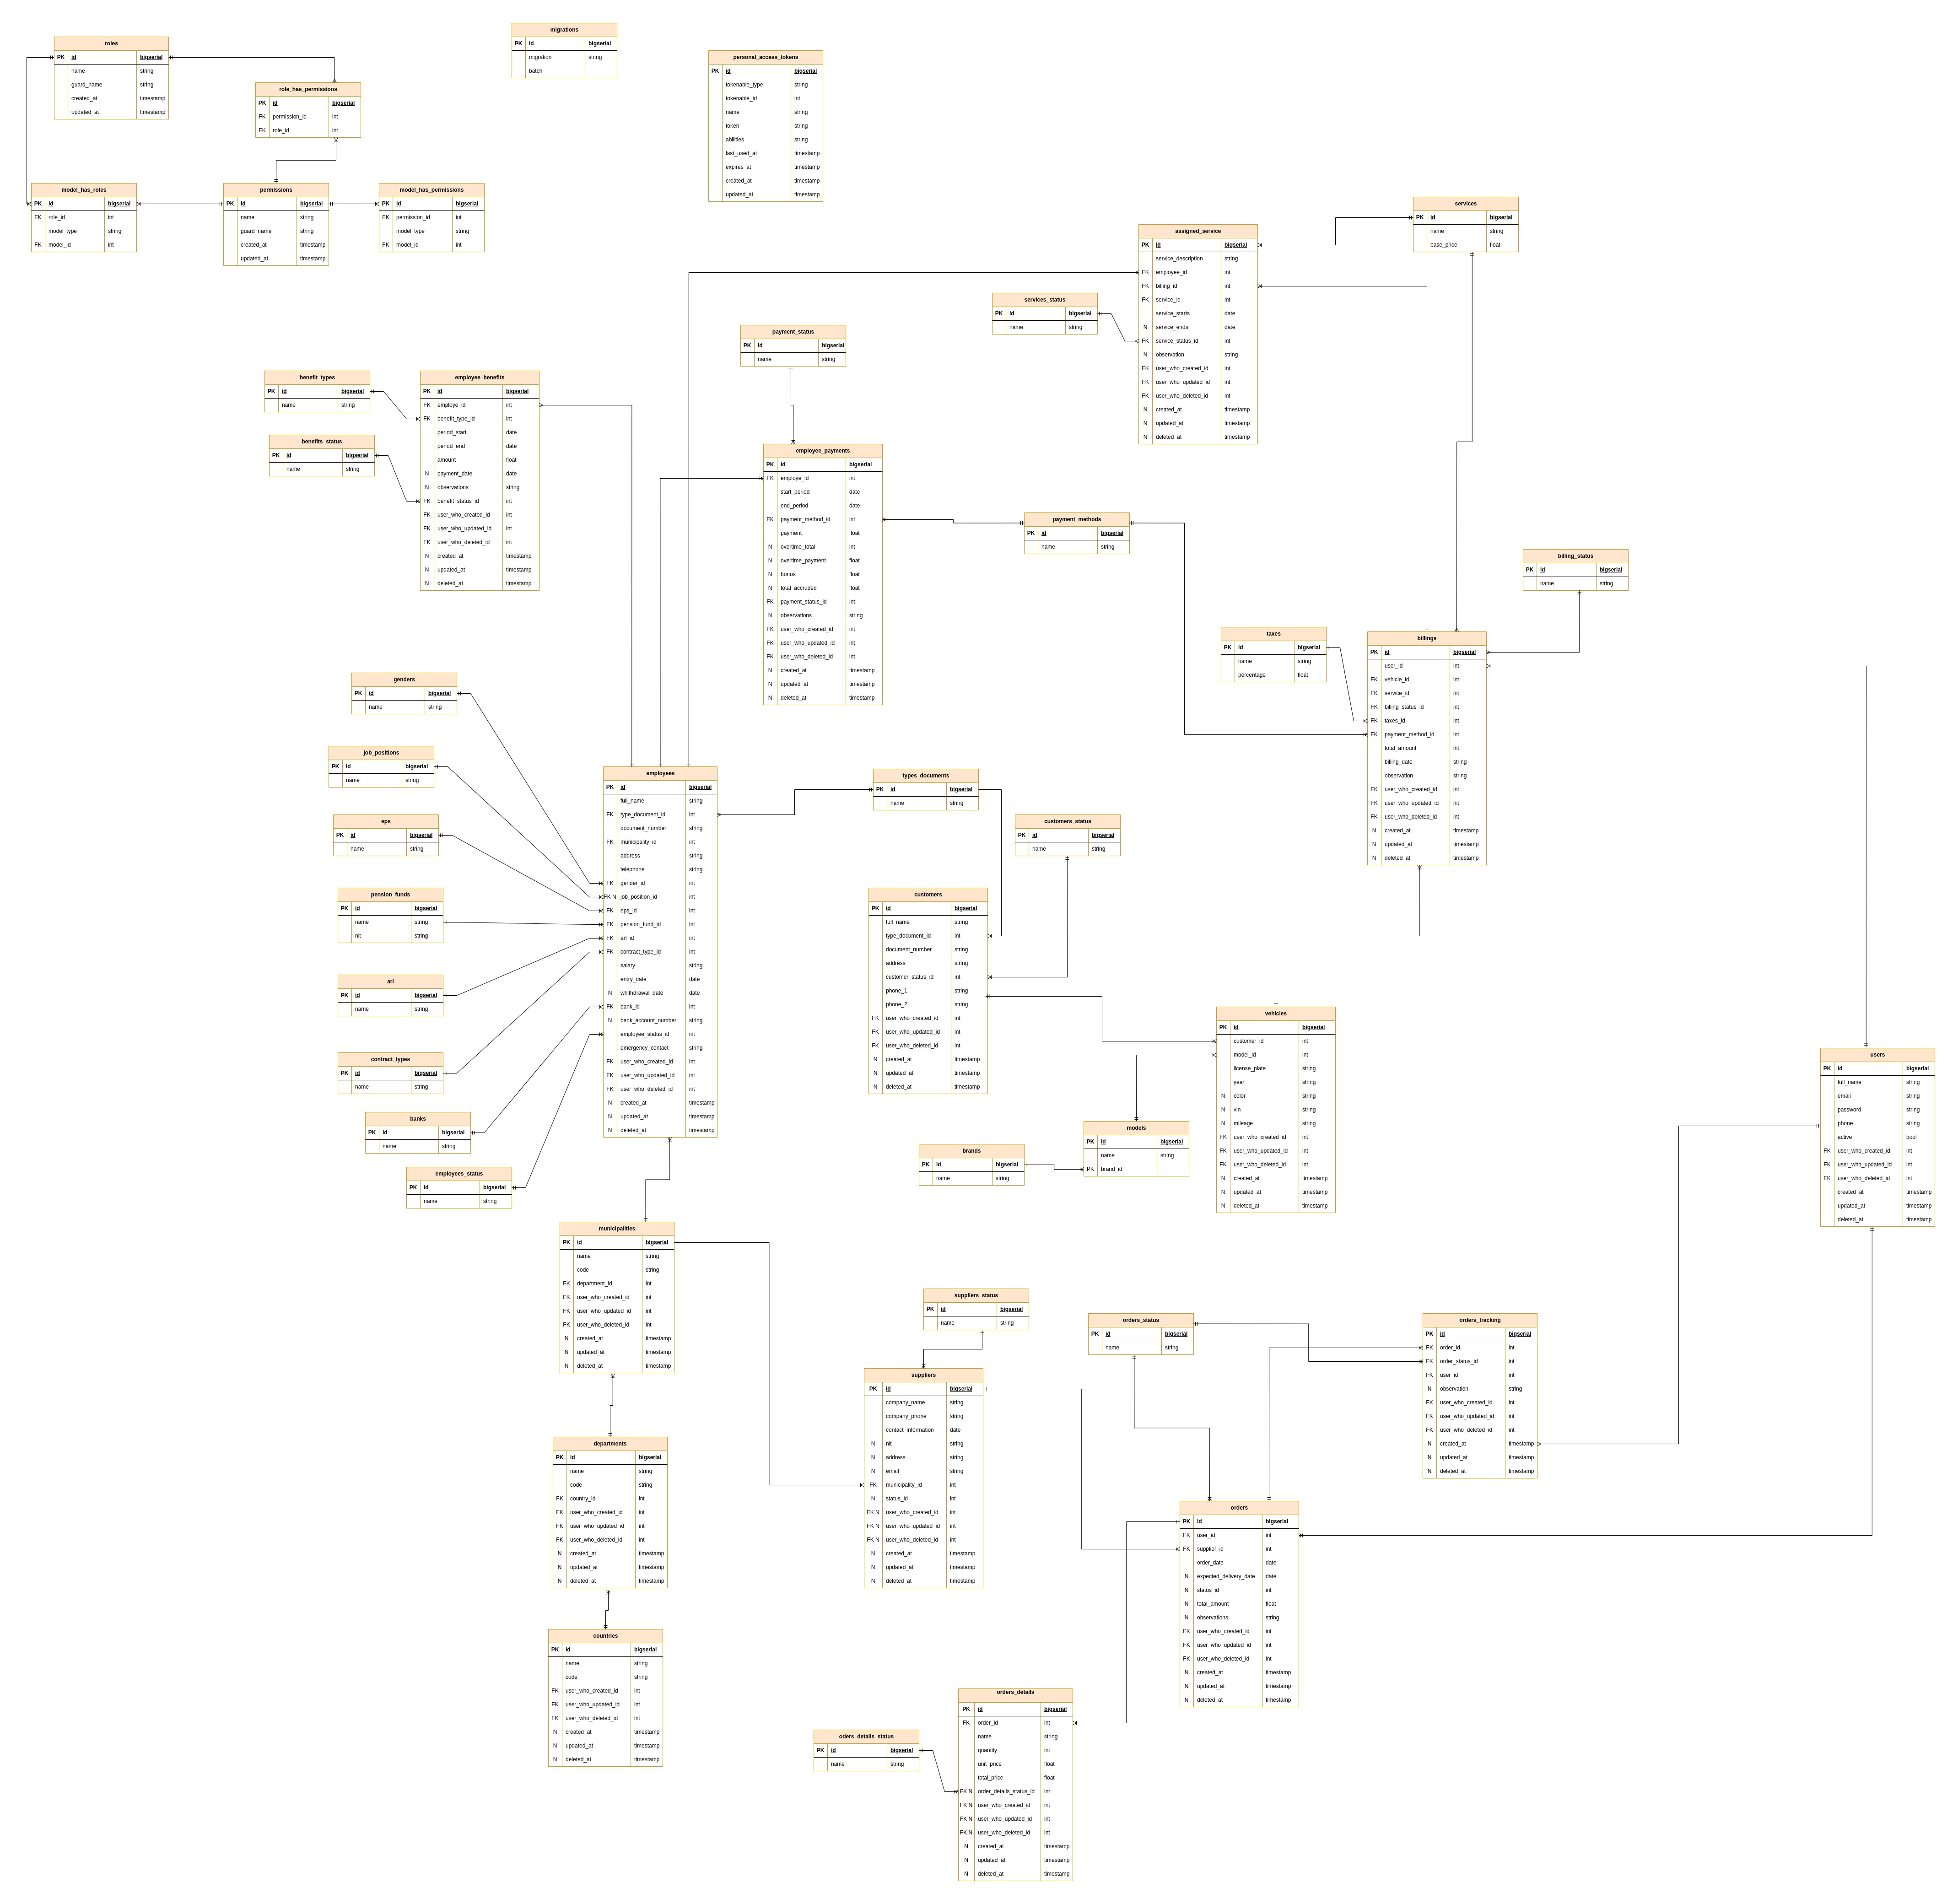 roles
PK id bigserial
name string
guard_name string
created_at timestamp
updated_at timestamp
migrations
PK id bigserial
migration string
batch
personal_access_tokens
PK id bigserial
tokenable_type string
tokenable_id int
name string
token string
abilities string
last_used_at timestamp
expires_at timestamp
created_at timestamp
updated_at timestamp
role_has_permissions
PK id bigserial
FK permission_id int
FK role_id int
model_has_roles
PK id bigserial
FK role_id int
model_type string
FK model_id int
permissions
PK id bigserial
name string
guard_name string
created_at timestamp
updated_at timestamp
model_has_permissions
PK id bigserial
FK permission_id int
model_type string
FK model_id int
services
PK id bigserial
name string
base_price float
assigned_service
PK id bigserial
service_description string
FK employee_id int
FK billing_id int
FK service_id int
service_starts date
N service_ends date
FK service_status_id int
N observation string
FK user_who_created_id int
FK user_who_updated_id int
FK user_who_deleted_id int
N created_at timestamp
N updated_at timestamp
N deleted_at timestamp
services_status
PK id bigserial
name string
payment_status
PK id bigserial
name string
benefit_types
PK id bigserial
name string
benefits_status
PK id bigserial
name string
employee_benefits
PK id bigserial
FK employe_id int
FK benefit_type_id int
period_start date
period_end date
amount float
N payment_date date
N observations string
FK benefit_status_id int
FK user_who_created_id int
FK user_who_updated_id int
FK user_who_deleted_id int
N created_at timestamp
N updated_at timestamp
N deleted_at timestamp
employee_payments
PK id bigserial
FK employe_id int
start_period date
end_period date
FK payment_method_id int
payment float
N overtime_total int
N overtime_payment float
N bonus float
N total_accruded float
FK payment_status_id int
N observations string
FK user_who_created_id int
FK user_who_updated_id int
FK user_who_deleted_id int
N created_at timestamp
N updated_at timestamp
N deleted_at timestamp
payment_methods
PK id bigserial
name string
billing_status
PK id bigserial
name string
taxes
PK id bigserial
name string
percentage float
billings
PK id bigserial
user_id int
FK vehicle_id int
FK service_id int
FK billing_status_id int
FK taxes_id int
FK payment_method_id int
total_amount int
billing_date string
observation string
FK user_who_created_id int
FK user_who_updated_id int
FK user_who_deleted_id int
N created_at timestamp
N updated_at timestamp
N deleted_at timestamp
genders
PK id bigserial
name string
job_positions
PK id bigserial
name string
eps
PK id bigserial
name string
pension_funds
PK id bigserial
name string
nit string
arl
PK id bigserial
name string
contract_types
PK id bigserial
name string
banks
PK id bigserial
name string
employees_status
PK id bigserial
name string
employees
PK id bigserial
full_name string
FK type_document_id int
document_number string
FK municipality_id int
address string
telephone string
FK gender_id int
FK N job_position_id int
FK eps_id int
FK pension_fund_id int
FK arl_id int
FK contract_type_id int
salary string
entry_date date
N whithdrawal_date date
FK bank_id int
N bank_account_number string
employee_status_id int
emergency_contact string
FK user_who_created_id int
FK user_who_updated_id int
FK user_who_deleted_id int
N created_at timestamp
N updated_at timestamp
N deleted_at timestamp
types_documents
PK id bigserial
name string
customers_status
PK id bigserial
name string
customers
PK id bigserial
full_name string
type_document_id int
document_number string
address string
customer_status_id int
phone_1 string
phone_2 string
FK user_who_created_id int
FK user_who_updated_id int
FK user_who_deleted_id int
N created_at timestamp
N updated_at timestamp
N deleted_at timestamp
vehicles
PK id bigserial
customer_id int
model_id int
license_plate string
year string
N color string
N vin string
N mileage string
FK user_who_created_id int
FK user_who_updated_id int
FK user_who_deleted_id int
N created_at timestamp
N updated_at timestamp
N deleted_at timestamp
models
PK id bigserial
name string
PK brand_id
brands
PK id bigserial
name string
users
PK id bigserial
full_name string
email string
password string
phone string
active bool
FK user_who_created_id int
FK user_who_updated_id int
FK user_who_deleted_id int
created_at timestamp
updated_at timestamp
deleted_at timestamp
municipalities
PK id bigserial
name string
code string
FK department_id int
FK user_who_created_id int
FK user_who_updated_id int
FK user_who_deleted_id int
N created_at timestamp
N updated_at timestamp
N deleted_at timestamp
suppliers_status
PK id bigserial
name string
orders_status
PK id bigserial
name string
orders_tracking
PK id bigserial
FK order_id int
FK order_status_id int
FK user_id int
N observation string
FK user_who_created_id int
FK user_who_updated_id int
FK user_who_deleted_id int
N created_at timestamp
N updated_at timestamp
N deleted_at timestamp
suppliers
PK id bigserial
company_name string
company_phone string
contact_information date
N nit string
N address string
N email string
FK municipality_id int
N status_id int
FK N user_who_created_id int
FK N user_who_updated_id int
FK N user_who_deleted_id int
N created_at timestamp
N updated_at timestamp
N deleted_at timestamp
departments
PK id bigserial
name string
code string
FK country_id int
FK user_who_created_id int
FK user_who_updated_id int
FK user_who_deleted_id int
N created_at timestamp
N updated_at timestamp
N deleted_at timestamp
orders
PK id bigserial
FK user_id int
FK supplier_id int
order_date date
N expected_delivery_date date
N status_id int
N total_amount float
N observations string
FK user_who_created_id int
FK user_who_updated_id int
FK user_who_deleted_id int
N created_at timestamp
N updated_at timestamp
N deleted_at timestamp
countries
PK id bigserial
name string
code string
FK user_who_created_id int
FK user_who_updated_id int
FK user_who_deleted_id int
N created_at timestamp
N updated_at timestamp
N deleted_at timestamp
oders_details_status
PK id bigserial
name string
orders_details
PK id bigserial
FK order_id int
name string
quantity int
unit_price float
total_price float
FK N order_details_status_id int
FK N user_who_created_id int
FK N user_who_updated_id int
FK N user_who_deleted_id int
N created_at timestamp
N updated_at timestamp
N deleted_at timestamp